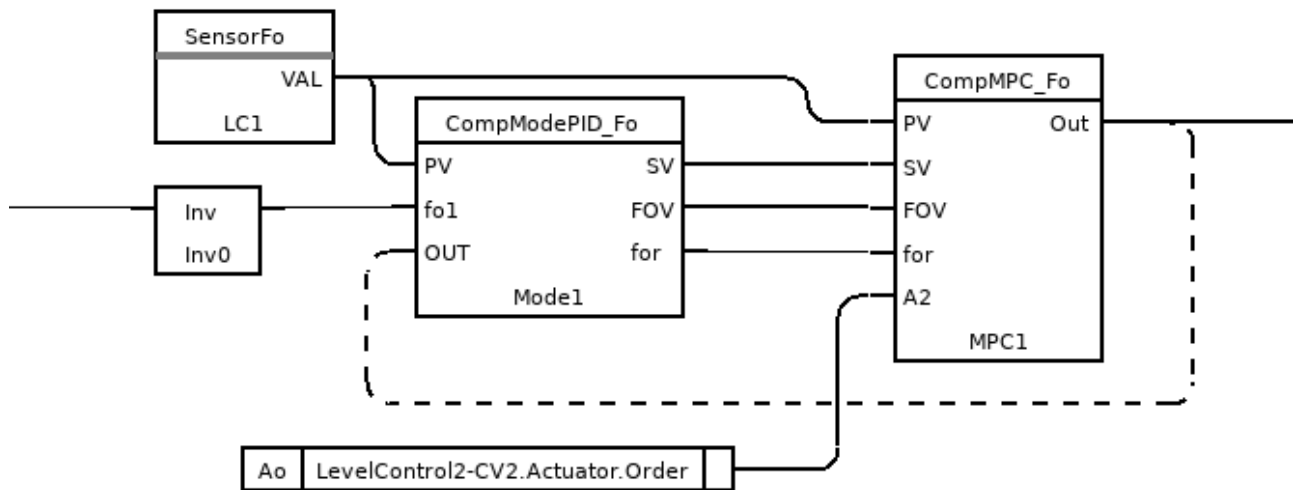 SensorFo
VAL
LC1
Inv
Inv0
CompModePID_Fo
PV SV
fo1 FOV
OUT for
Mode1
CompMPC_Fo
PV Out
SV
FOV
for
A2
MPC1
Ao LevelControl2-CV2.Actuator.Order